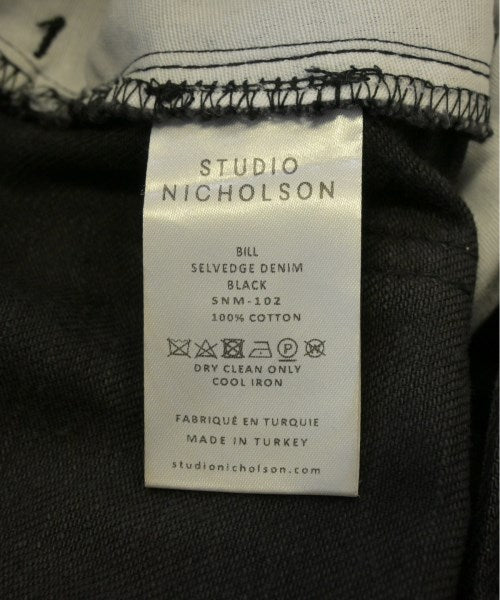 1
STUDIO
NICHOLSON
BILL
SELVEDGE DENIM
BLACK
SNM-102
100% COTTON
DRY CLEAN ONLY
COOL IRON
FABRIQUÉ EN TURQUIE
MADE IN TURKEY
studionicholson.com